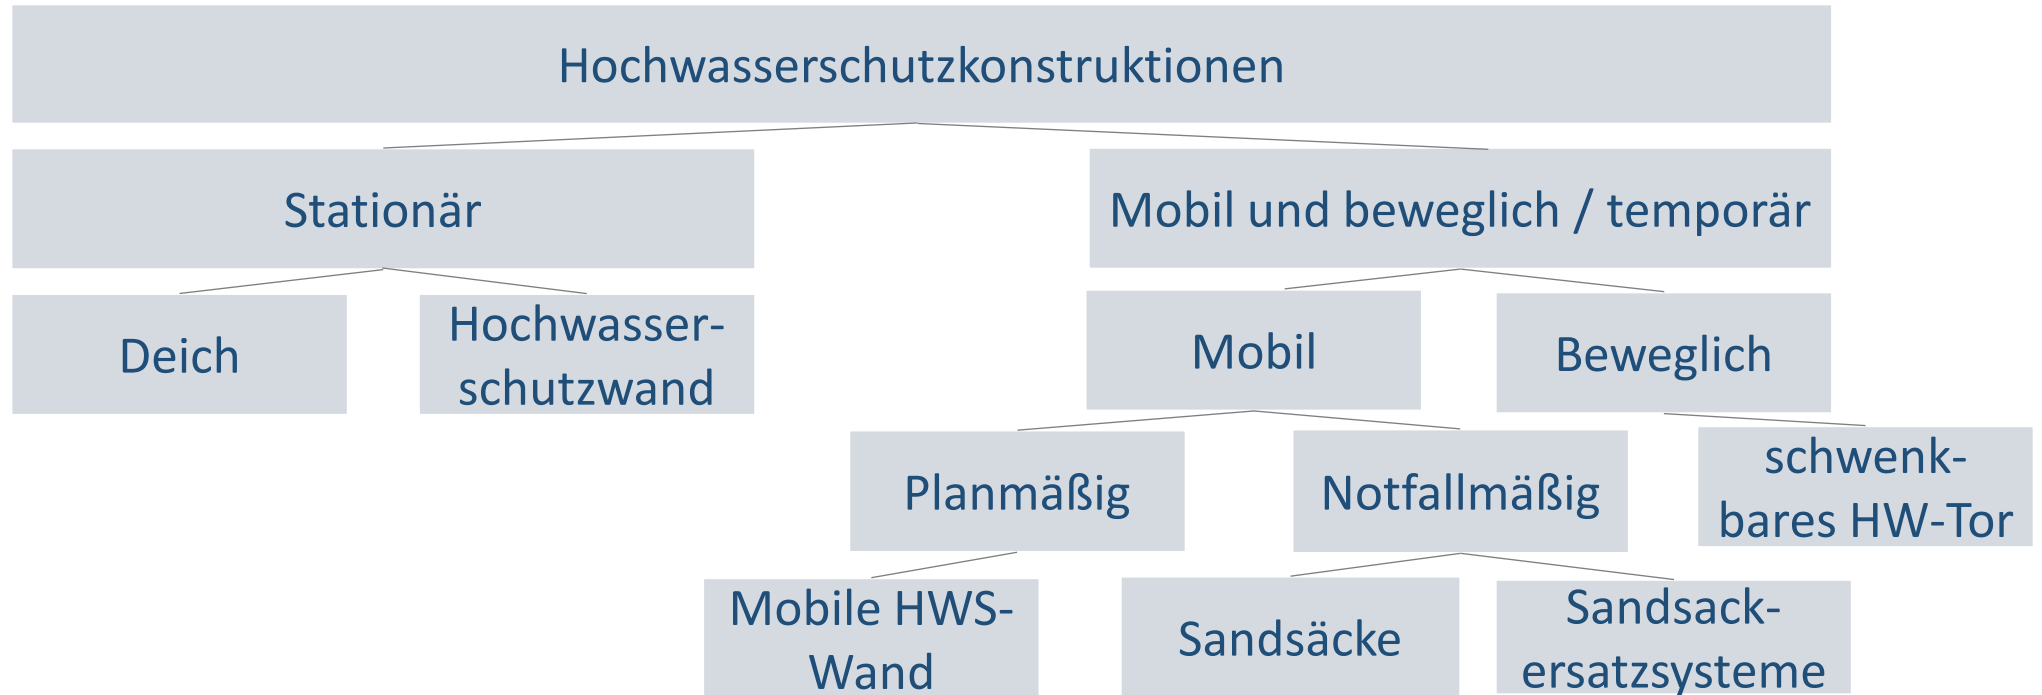 Hochwasserschutzkonstruktionen
Stationär
Mobil und beweglich / temporär
Deich
Hochwasser-
schutzwand
Mobil
Beweglich
Planmäßig
Notfallmäßig
schwenk-
bares HW-Tor
Mobile HWS-
Wand
Sandsäcke
Sandsack-
ersatzsysteme